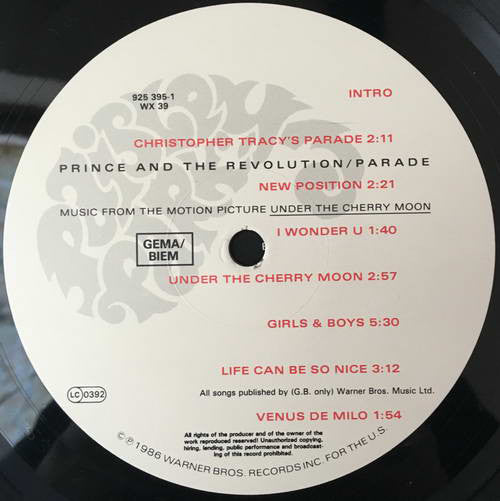 925 395-1
WX 39
INTRO
CHRISTOPHER TRACY'S PARADE 2:11
PRINCE AND THE REVOLUTION/PARADE
NEW POSITION 2:21
MUSIC FROM THE MOTION PICTURE UNDER THE CHERRY MOON
I WONDER U 1:40
GEMA/
BIEM
UNDER THE CHERRY MOON 2:57
GIRLS & BOYS 5:30
LIFE CAN BE SO NICE 3:12
LC 0392
All songs published by (G.B. only) Warner Bros. Music Ltd.
VENUS DE MILO 1:54
All rights of the producer and of the owner of the
work reproduced reserved! Unauthorized copying,
hiring, lending, public performance and broadcast-
ing of this record prohibited.
©℗1986 WARNER BROS. RECORDS INC. FOR THE U.S.